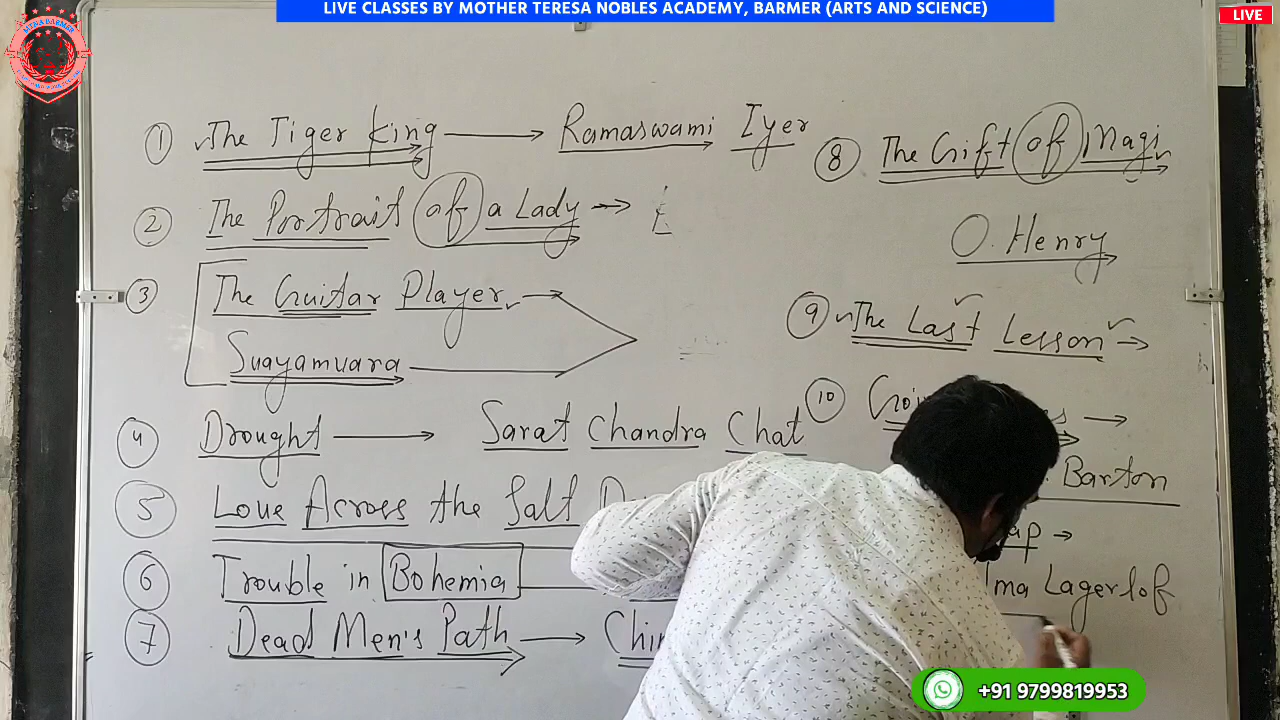 LIVE CLASSES BY MOTHER TERESA NOBLES ACADEMY, BARMER (ARTS AND SCIENCE)
LIVE
1 The Tiger King → Ramaswami Iyer
2 The Portrait of a Lady →
3 The Guitar Player →
Suayamvara
4 Drought → Sarat Chandra Chat
5 Love Across the Salt
6 Trouble in Bohemia
7 Dead Men's Path →
8 The Gift of Magi
O. Henry
9 The Last Lesson →
10
Barton
Lagerlof
+91 9799819953